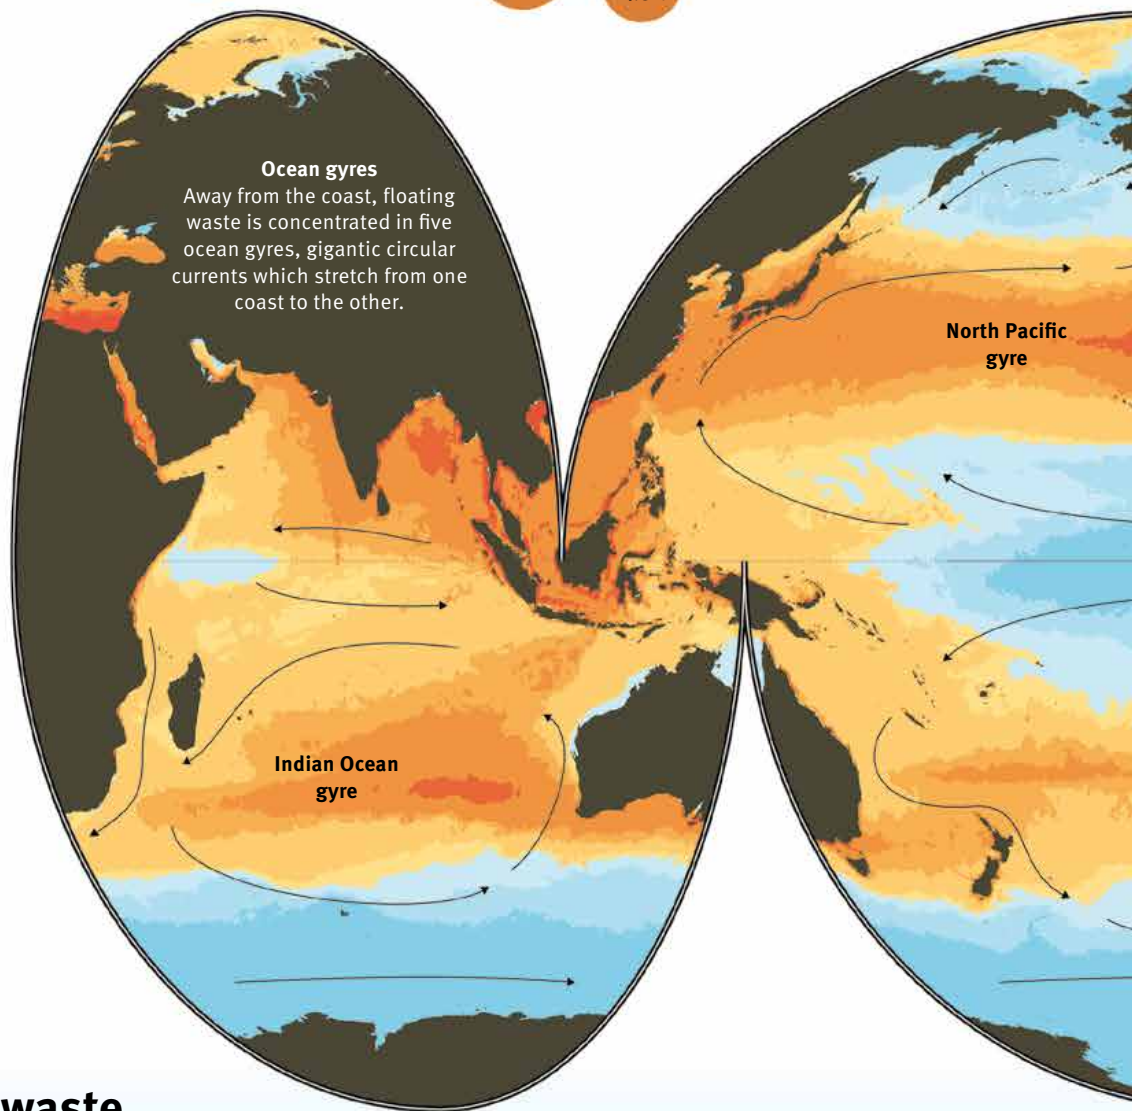 Ocean gyres
Away from the coast, floating
waste is concentrated in five
ocean gyres, gigantic circular
currents which stretch from one
coast to the other.
North Pacific
gyre
Indian Ocean
gyre
waste